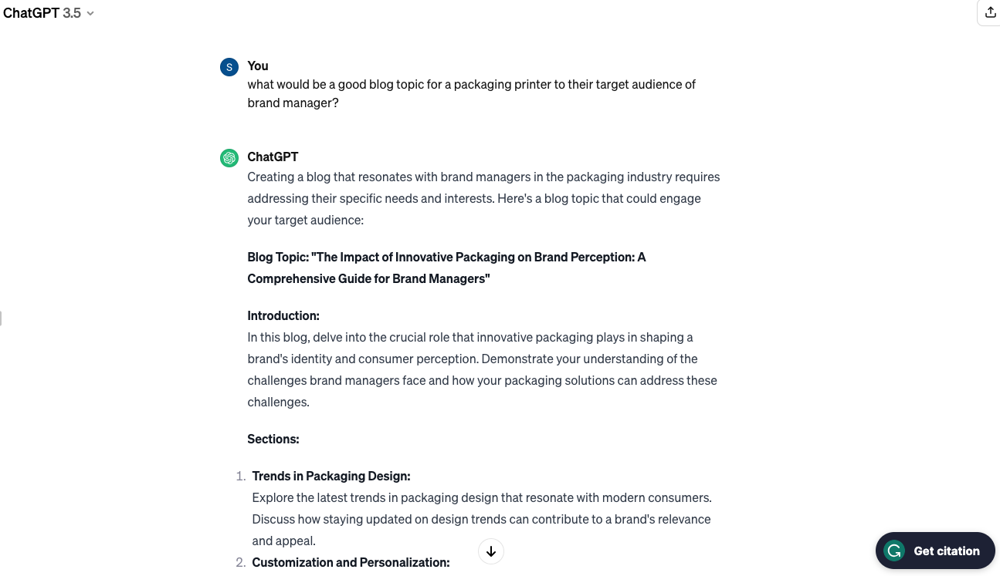 ChatGPT 3.5
S
You
what would be a good blog topic for a packaging printer to their target audience of
brand manager?
ChatGPT
Creating a blog that resonates with brand managers in the packaging industry requires
addressing their specific needs and interests. Here's a blog topic that could engage
your target audience:
Blog Topic: "The Impact of Innovative Packaging on Brand Perception: A
Comprehensive Guide for Brand Managers"
Introduction:
In this blog, delve into the crucial role that innovative packaging plays in shaping a
brand's identity and consumer perception. Demonstrate your understanding of the
challenges brand managers face and how your packaging solutions can address these
challenges.
Sections:
1. Trends in Packaging Design:
Explore the latest trends in packaging design that resonate with modern consumers.
Discuss how staying updated on design trends can contribute to a brand's relevance
and appeal.
2. Customization and Personalization:
Get citation